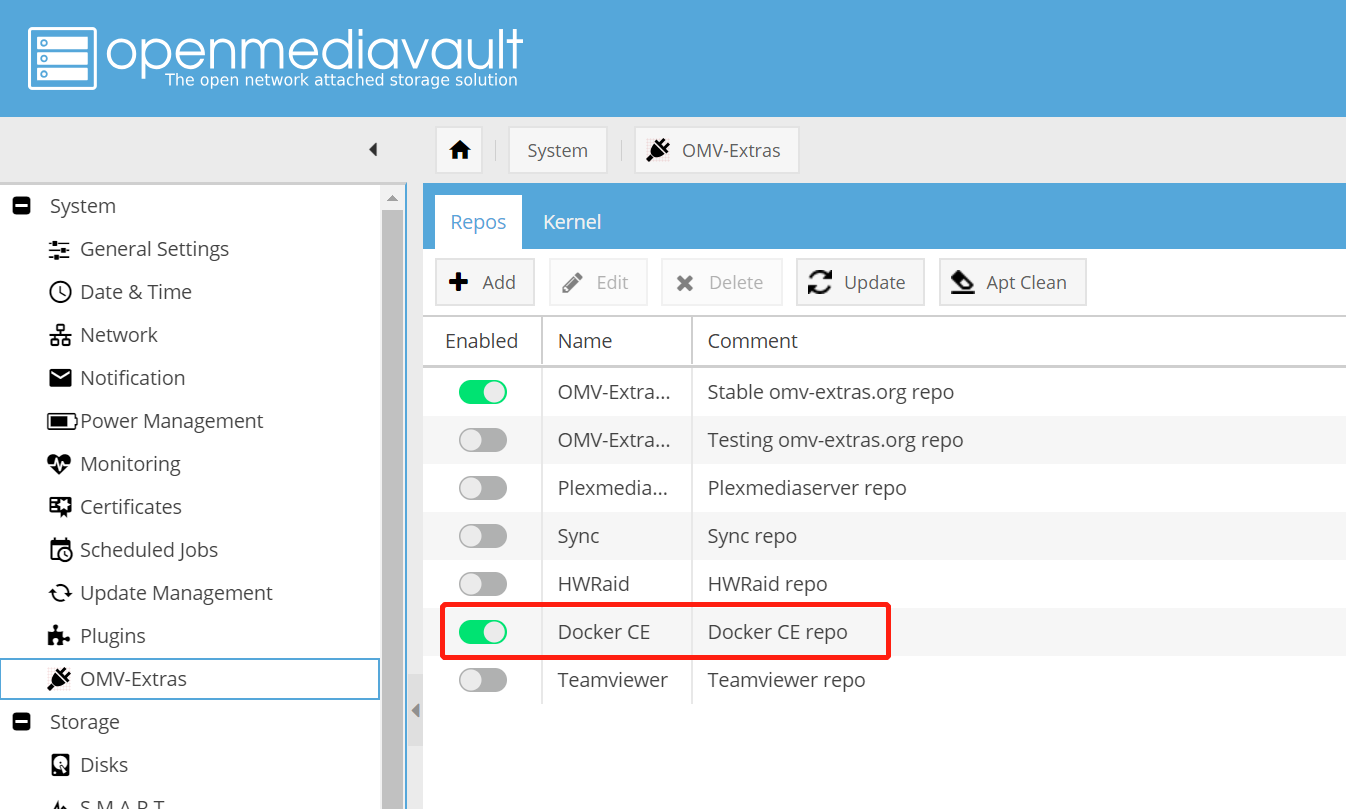 openmediavault
The open network attached storage solution
System
OMV-Extras
System
General Settings
Date & Time
Network
Notification
Power Management
Monitoring
Certificates
Scheduled Jobs
Update Management
Plugins
OMV-Extras
Storage
Disks
S.M.A.R.T.
Repos Kernel
Add Edit Delete Update Apt Clean
Enabled Name Comment
OMV-Extra... Stable omv-extras.org repo
OMV-Extra... Testing omv-extras.org repo
Plexmedia... Plexmediaserver repo
Sync Sync repo
HWRaid HWRaid repo
Docker CE Docker CE repo
Teamviewer Teamviewer repo